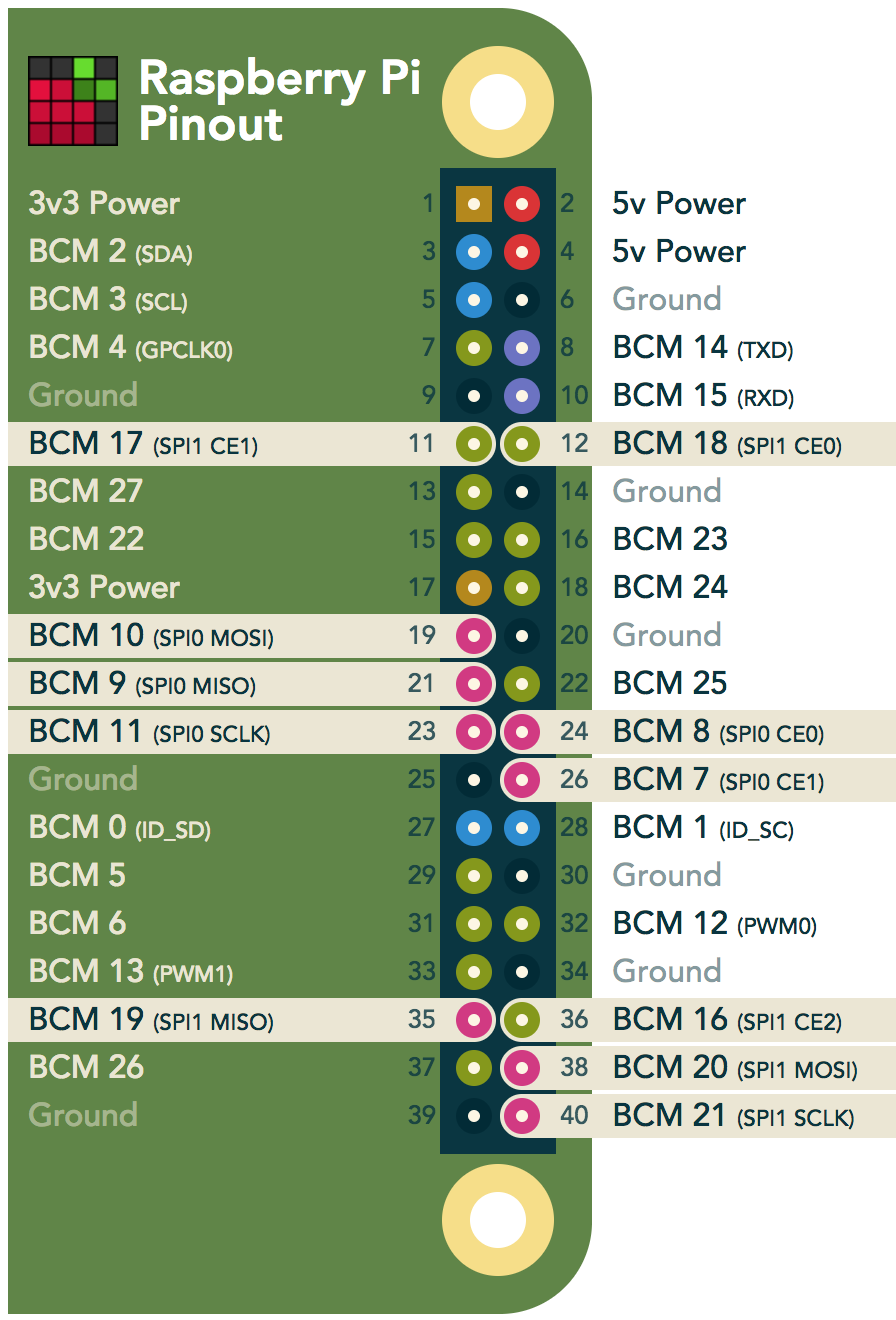 Raspberry Pi
Pinout
3v3 Power 1 2 5v Power
BCM 2 (SDA) 3 4 5v Power
BCM 3 (SCL) 5 6 Ground
BCM 4 (GPCLK0) 7 8 BCM 14 (TXD)
Ground 9 10 BCM 15 (RXD)
BCM 17 (SPI1 CE1) 11 12 BCM 18 (SPI1 CE0)
BCM 27 13 14 Ground
BCM 22 15 16 BCM 23
3v3 Power 17 18 BCM 24
BCM 10 (SPI0 MOSI) 19 20 Ground
BCM 9 (SPI0 MISO) 21 22 BCM 25
BCM 11 (SPI0 SCLK) 23 24 BCM 8 (SPI0 CE0)
Ground 25 26 BCM 7 (SPI0 CE1)
BCM 0 (ID_SD) 27 28 BCM 1 (ID_SC)
BCM 5 29 30 Ground
BCM 6 31 32 BCM 12 (PWM0)
BCM 13 (PWM1) 33 34 Ground
BCM 19 (SPI1 MISO) 35 36 BCM 16 (SPI1 CE2)
BCM 26 37 38 BCM 20 (SPI1 MOSI)
Ground 39 40 BCM 21 (SPI1 SCLK)